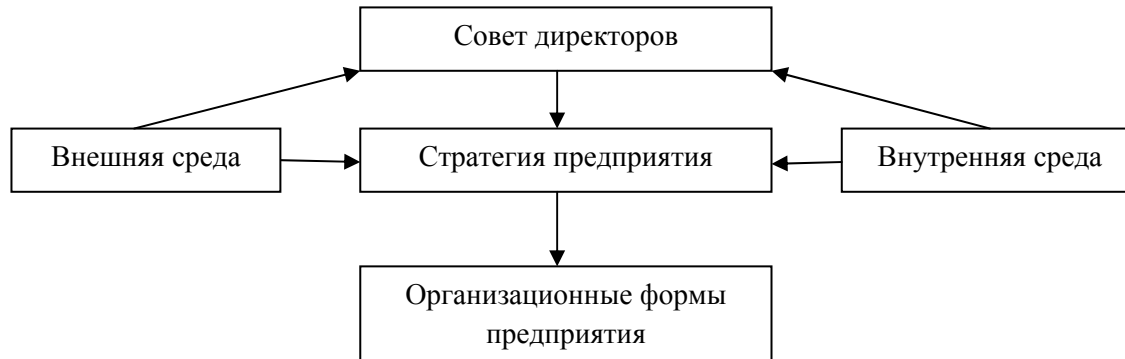 Совет директоров
Внешняя среда
Стратегия предприятия
Внутренняя среда
Организационные формы
предприятия